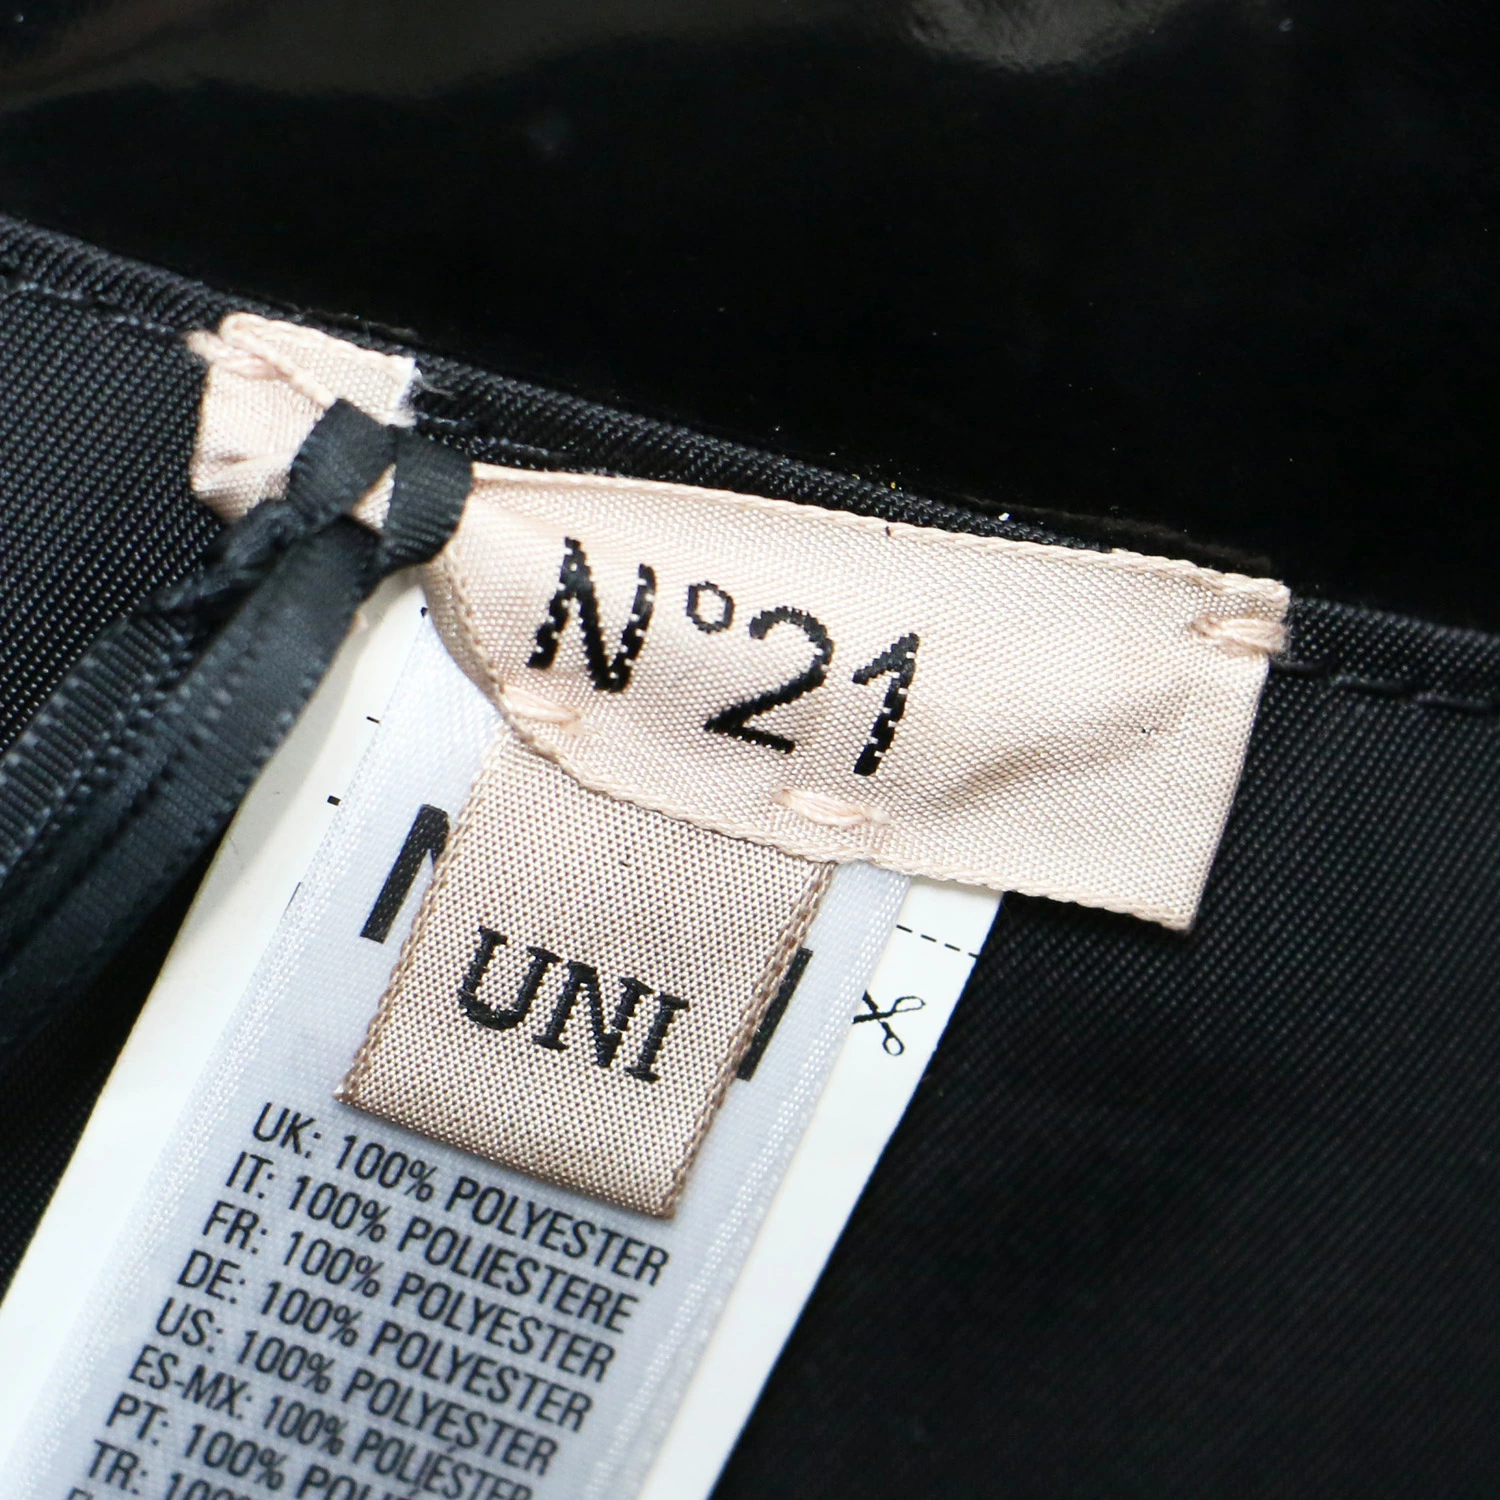 N°21
UNI
UK: 100% POLYESTER
IT: 100% POLIESTERE
FR: 100% POLYESTER
DE: 100% POLYESTER
US: 100% POLYESTER
ES-MX: 100% POLIÉSTER
PT: 100%
TR: